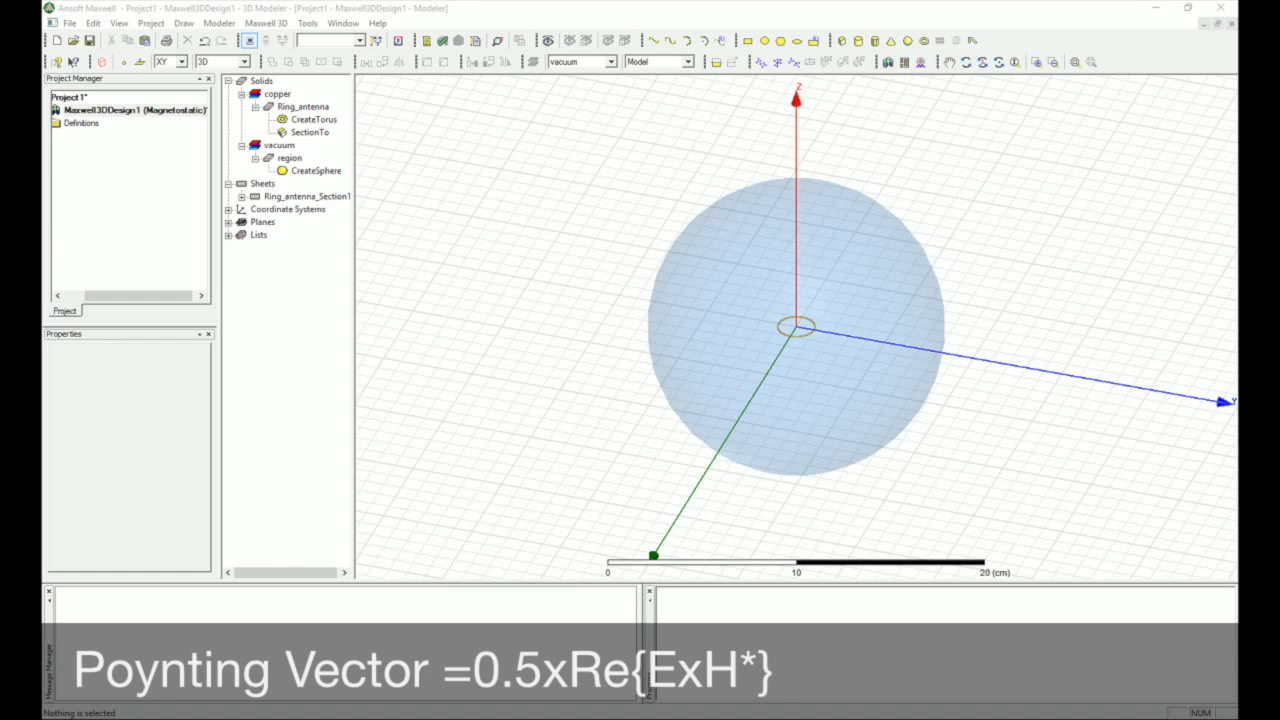 Ansoft Maxwell - Project1 - Maxwell3DDesign1 - 3D Modeler - [Project1 - Maxwell3DDesign1 - Modeler]
File Edit View Project Draw Modeler Maxwell 3D Tools Window Help
XY 3D vacuum Model
Project Manager
Project1*
Maxwell3DDesign1 (Magnetostatic)*
Definitions
Project
Properties
Solids
copper
Ring_antenna
CreateTorus
SectionTo
vacuum
region
CreateSphere
Sheets
Ring_antenna_Section1
Coordinate Systems
Planes
Lists
Z
Y
0 10 20 (cm)
Message Manager
Poynting Vector =0.5xRe{ExH*}
Nothing is selected
NUM